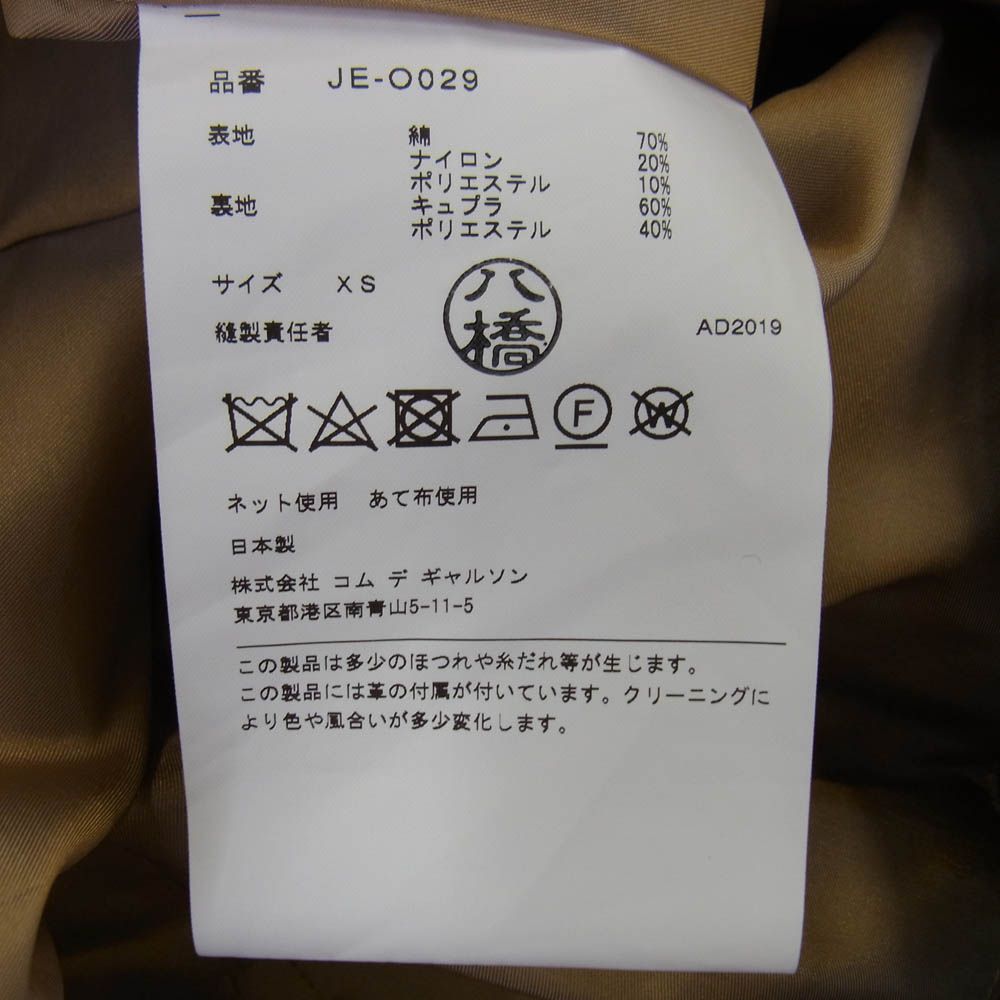 品番 JE-O029
表地 綿 70%
ナイロン 20%
ポリエステル 10%
裏地 キュプラ 60%
ポリエステル 40%
サイズ XS
八橋
縫製責任者 AD2019
F W
ネット使用 あて布使用
日本製
株式会社 コム デ ギャルソン
東京都港区南青山5-11-5
この製品は多少のほつれや糸だれ等が生じます。
この製品には革の付属が付いています。クリーニングに
より色や風合いが多少変化します。